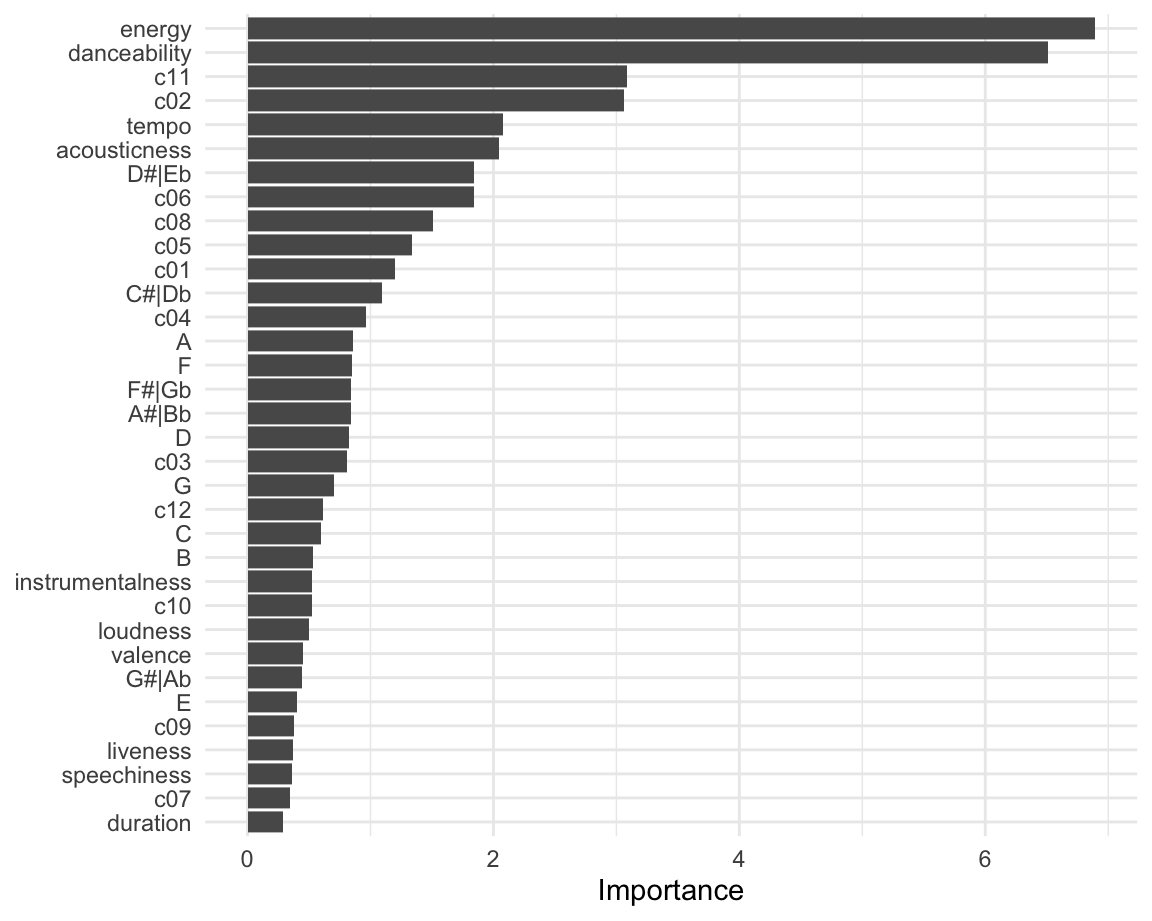 energy
danceability
c11
c02
tempo
acousticness
D#|Eb
c06
c08
c05
c01
C#|Db
c04
A
F
F#|Gb
A#|Bb
D
c03
G
c12
C
B
instrumentalness
c10
loudness
valence
G#|Ab
E
c09
liveness
speechiness
c07
duration
0 2 4 6
Importance